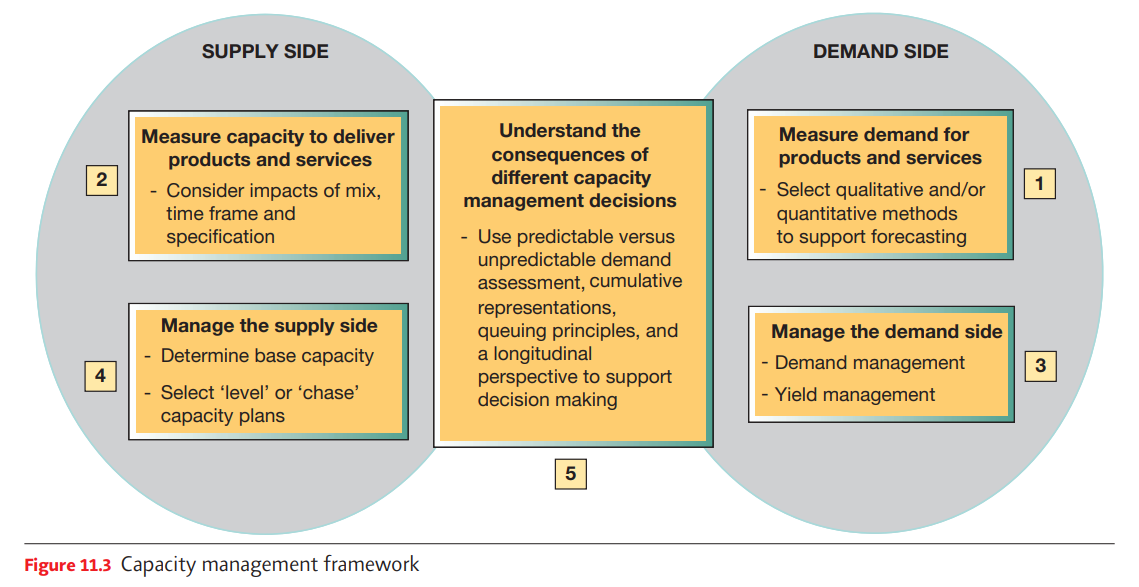 SUPPLY SIDE
DEMAND SIDE
2
Measure capacity to deliver
products and services
- Consider impacts of mix,
time frame and
specification
4
Manage the supply side
- Determine base capacity
- Select ‘level’ or ‘chase’
capacity plans
Understand the
consequences of
different capacity
management decisions
- Use predictable versus
unpredictable demand
assessment, cumulative
representations,
queuing principles, and
a longitudinal
perspective to support
decision making
5
Measure demand for
products and services
- Select qualitative and/or
quantitative methods
to support forecasting
1
Manage the demand side
- Demand management
- Yield management
3
Figure 11.3 Capacity management framework